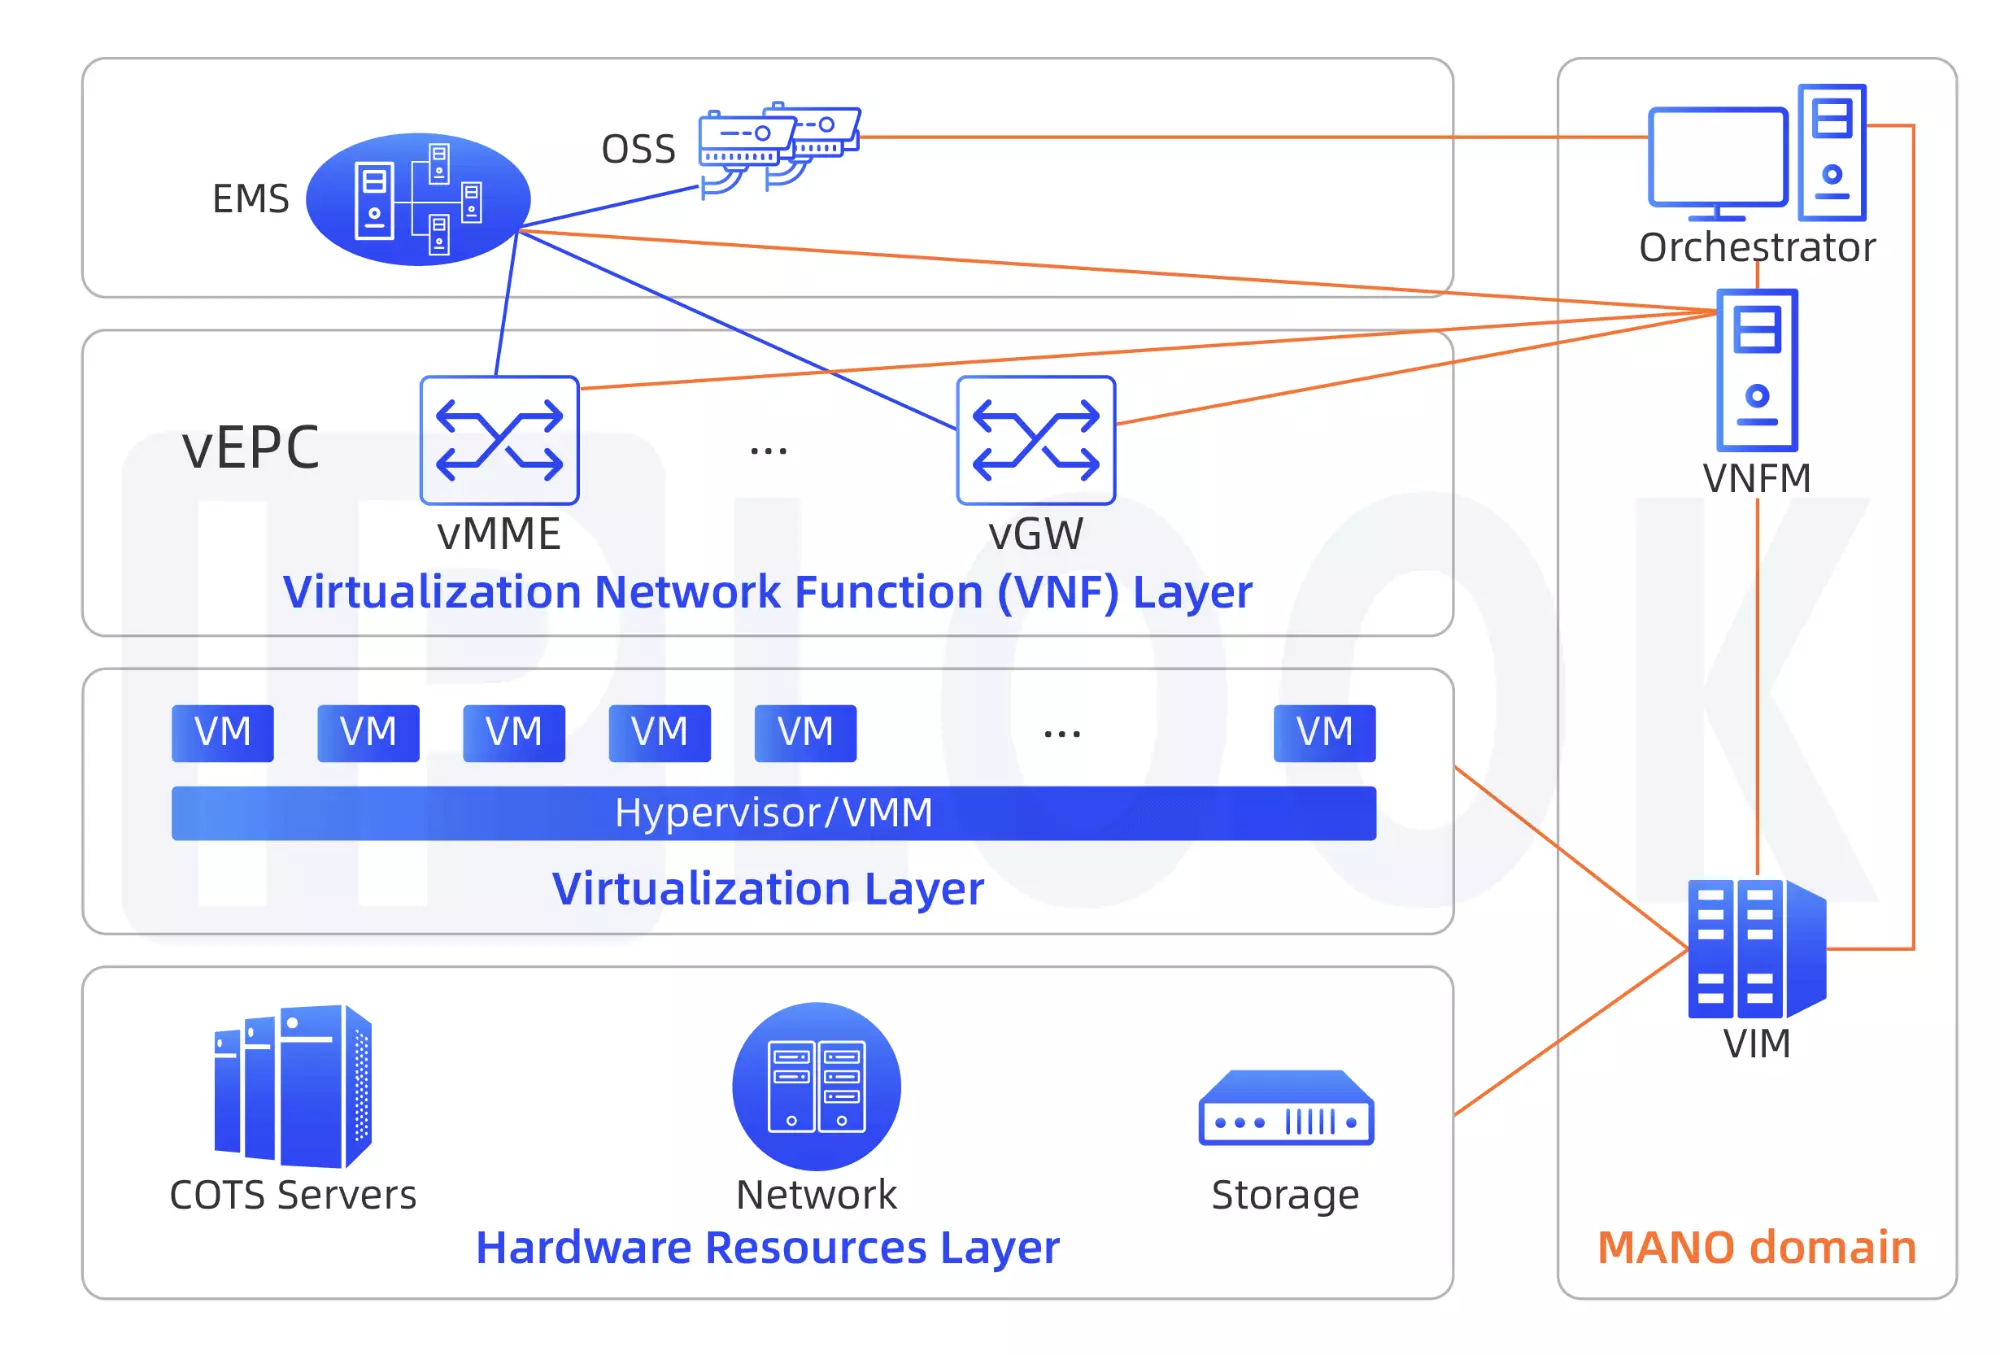 OSS
EMS
Orchestrator
vEPC
...
vMME
vGW
VNFM
Virtualization Network Function (VNF) Layer
VM
VM
VM
VM
VM
...
VM
Hypervisor/VMM
Virtualization Layer
VIM
COTS Servers
Network
Storage
Hardware Resources Layer
MANO domain
IPLOOK